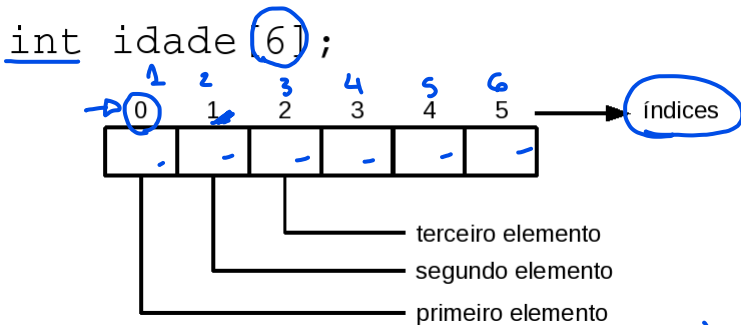 int idade[6];
1 2 3 4 5 6
0 1 2 3 4 5 índices
terceiro elemento
segundo elemento
primeiro elemento